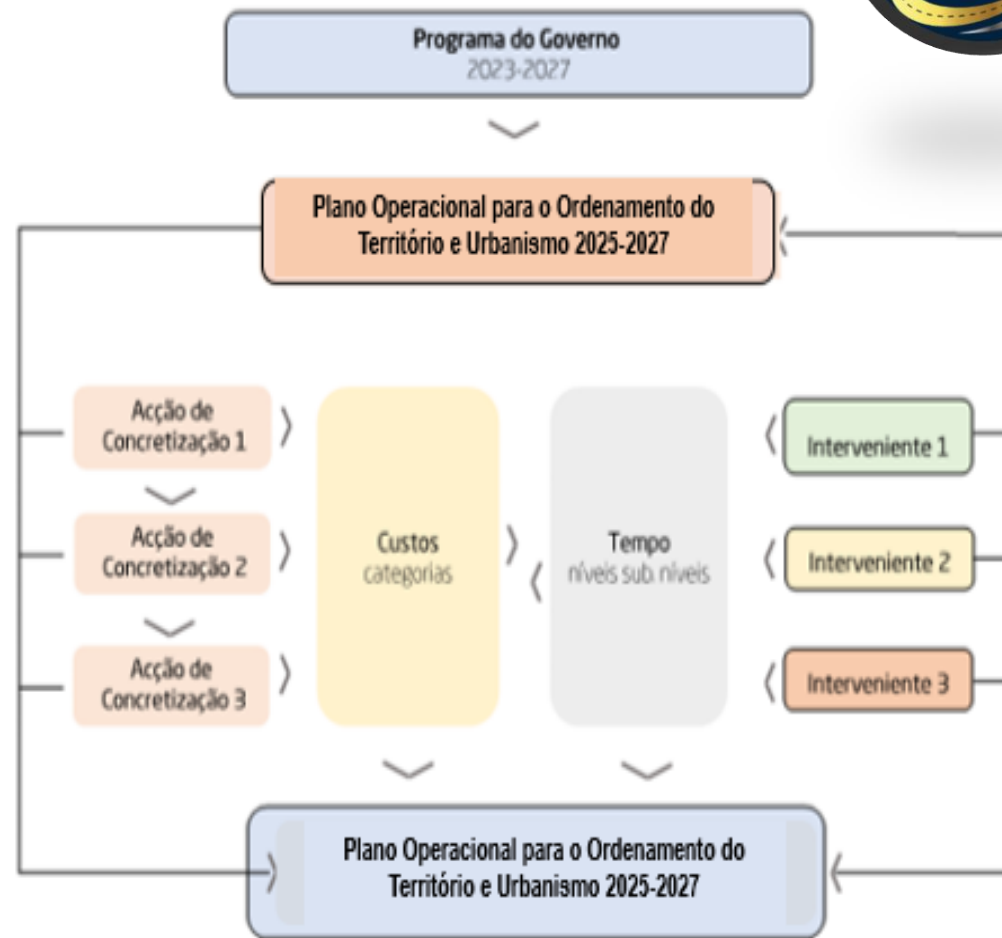 Programa do Governo
2023-2027
Plano Operacional para o Ordenamento do
Território e Urbanismo 2025-2027
Acção de
Concretização 1
Acção de
Concretização 2
Acção de
Concretização 3
Custos
categorias
Tempo
níveis sub. níveis
Interveniente 1
Interveniente 2
Interveniente 3
Plano Operacional para o Ordenamento do
Território e Urbanismo 2025-2027